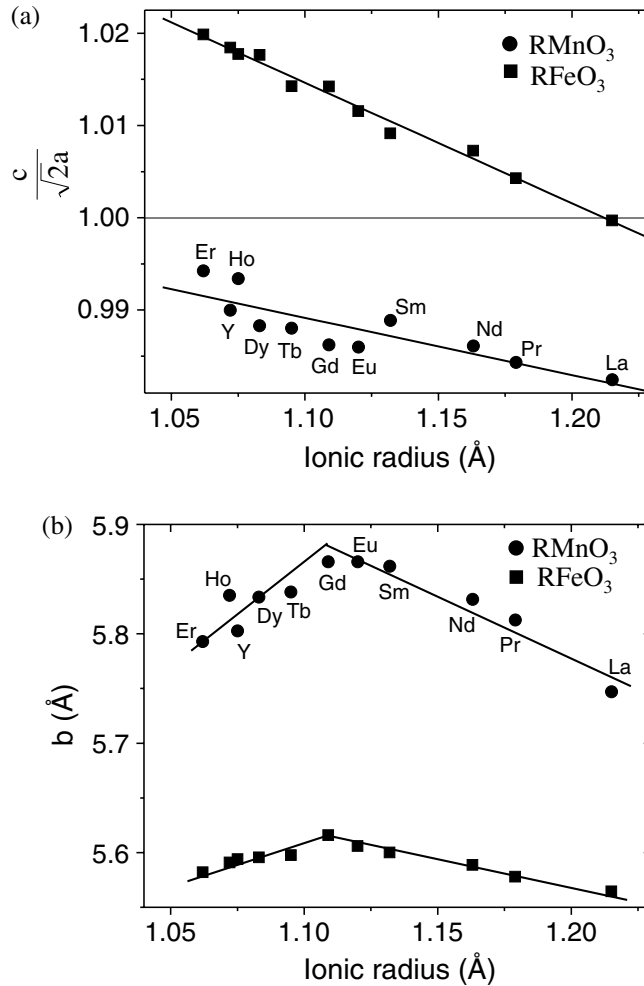 (a)
1.02
1.01
1.00
0.99
c
√2a
RMnO₃
RFeO₃
Er
Ho
Y
Dy
Tb
Gd
Eu
Sm
Nd
Pr
La
1.05
1.10
1.15
1.20
Ionic radius (Å)
(b)
5.9
5.8
5.7
5.6
b (Å)
RMnO₃
RFeO₃
Er
Ho
Y
Dy
Tb
Gd
Eu
Sm
Nd
Pr
La
1.05
1.10
1.15
1.20
Ionic radius (Å)